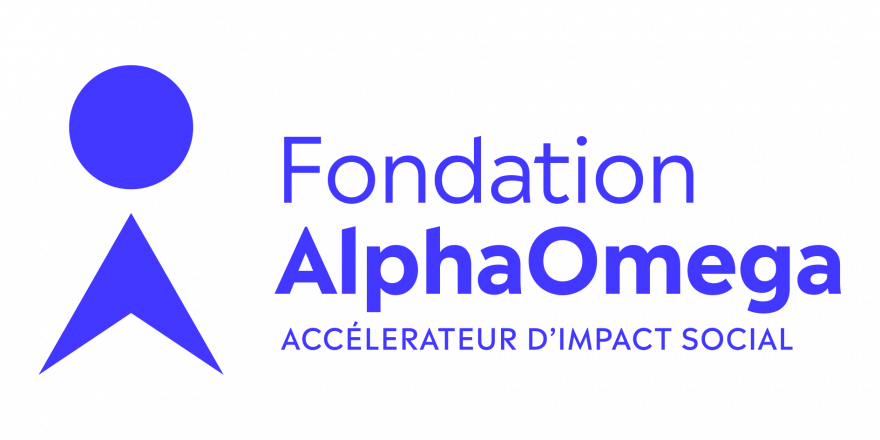 Fondation
AlphaOmega
ACCÉLERATEUR D’IMPACT SOCIAL